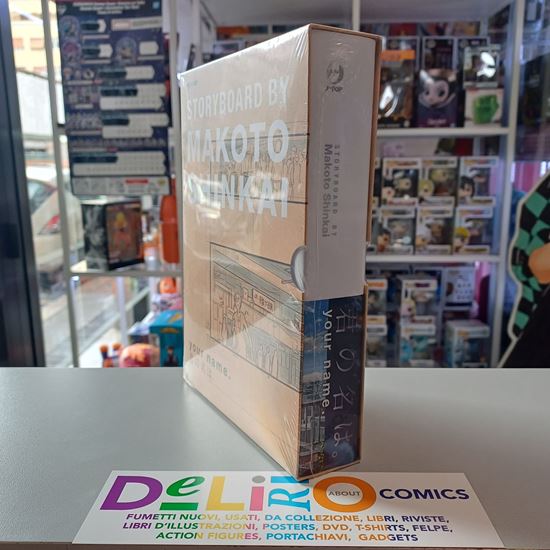 STORYBOARD BY
MAKOTO
SHINKAI
your name.
J-POP
STORYBOARD BY
Makoto Shinkai
君の名は。
your name.
DeLiRiO
ABOUT
COMICS
FUMETTI NUOVI, USATI, DA COLLEZIONE, LIBRI, RIVISTE,
LIBRI D'ILLUSTRAZIONI, POSTERS, DVD, T-SHIRTS, FELPE,
ACTION FIGURES, PORTACHIAVI, GADGETS